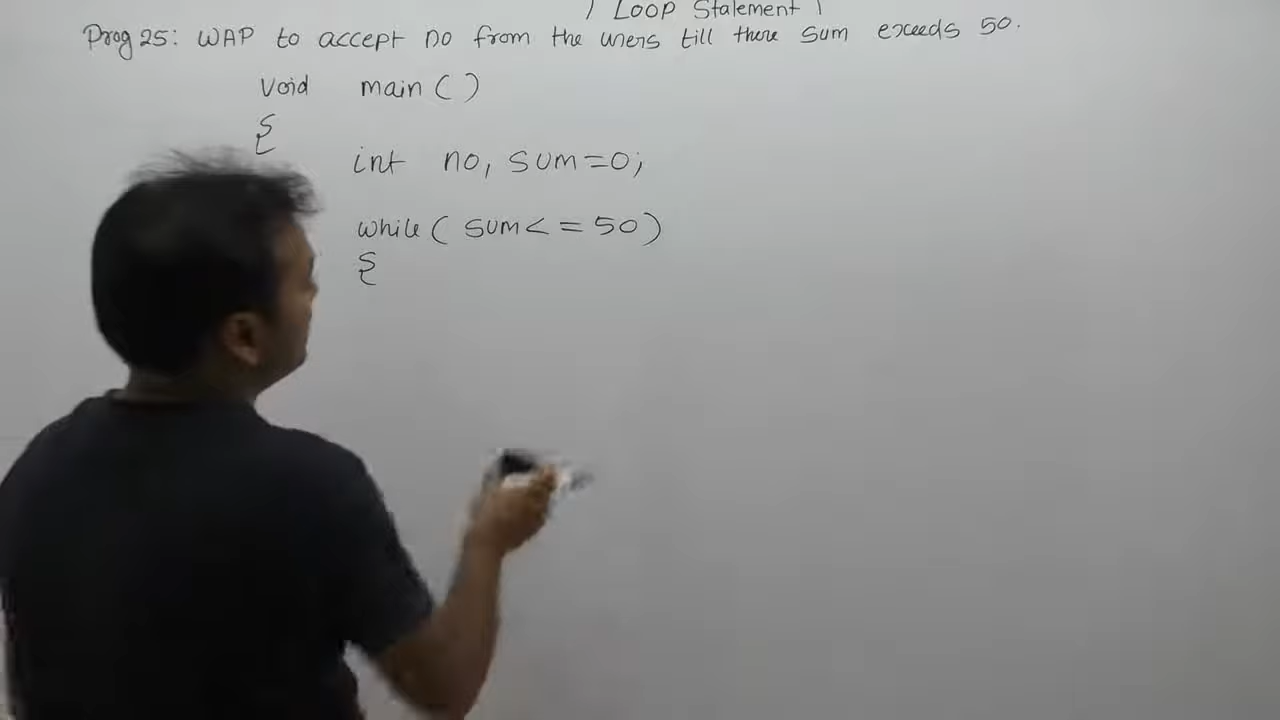 Loop Statement
Prog 25: WAP to accept no from the users till there sum exceeds 50.
void main ( )
{
int no, sum=0;
while ( sum< = 50 )
{